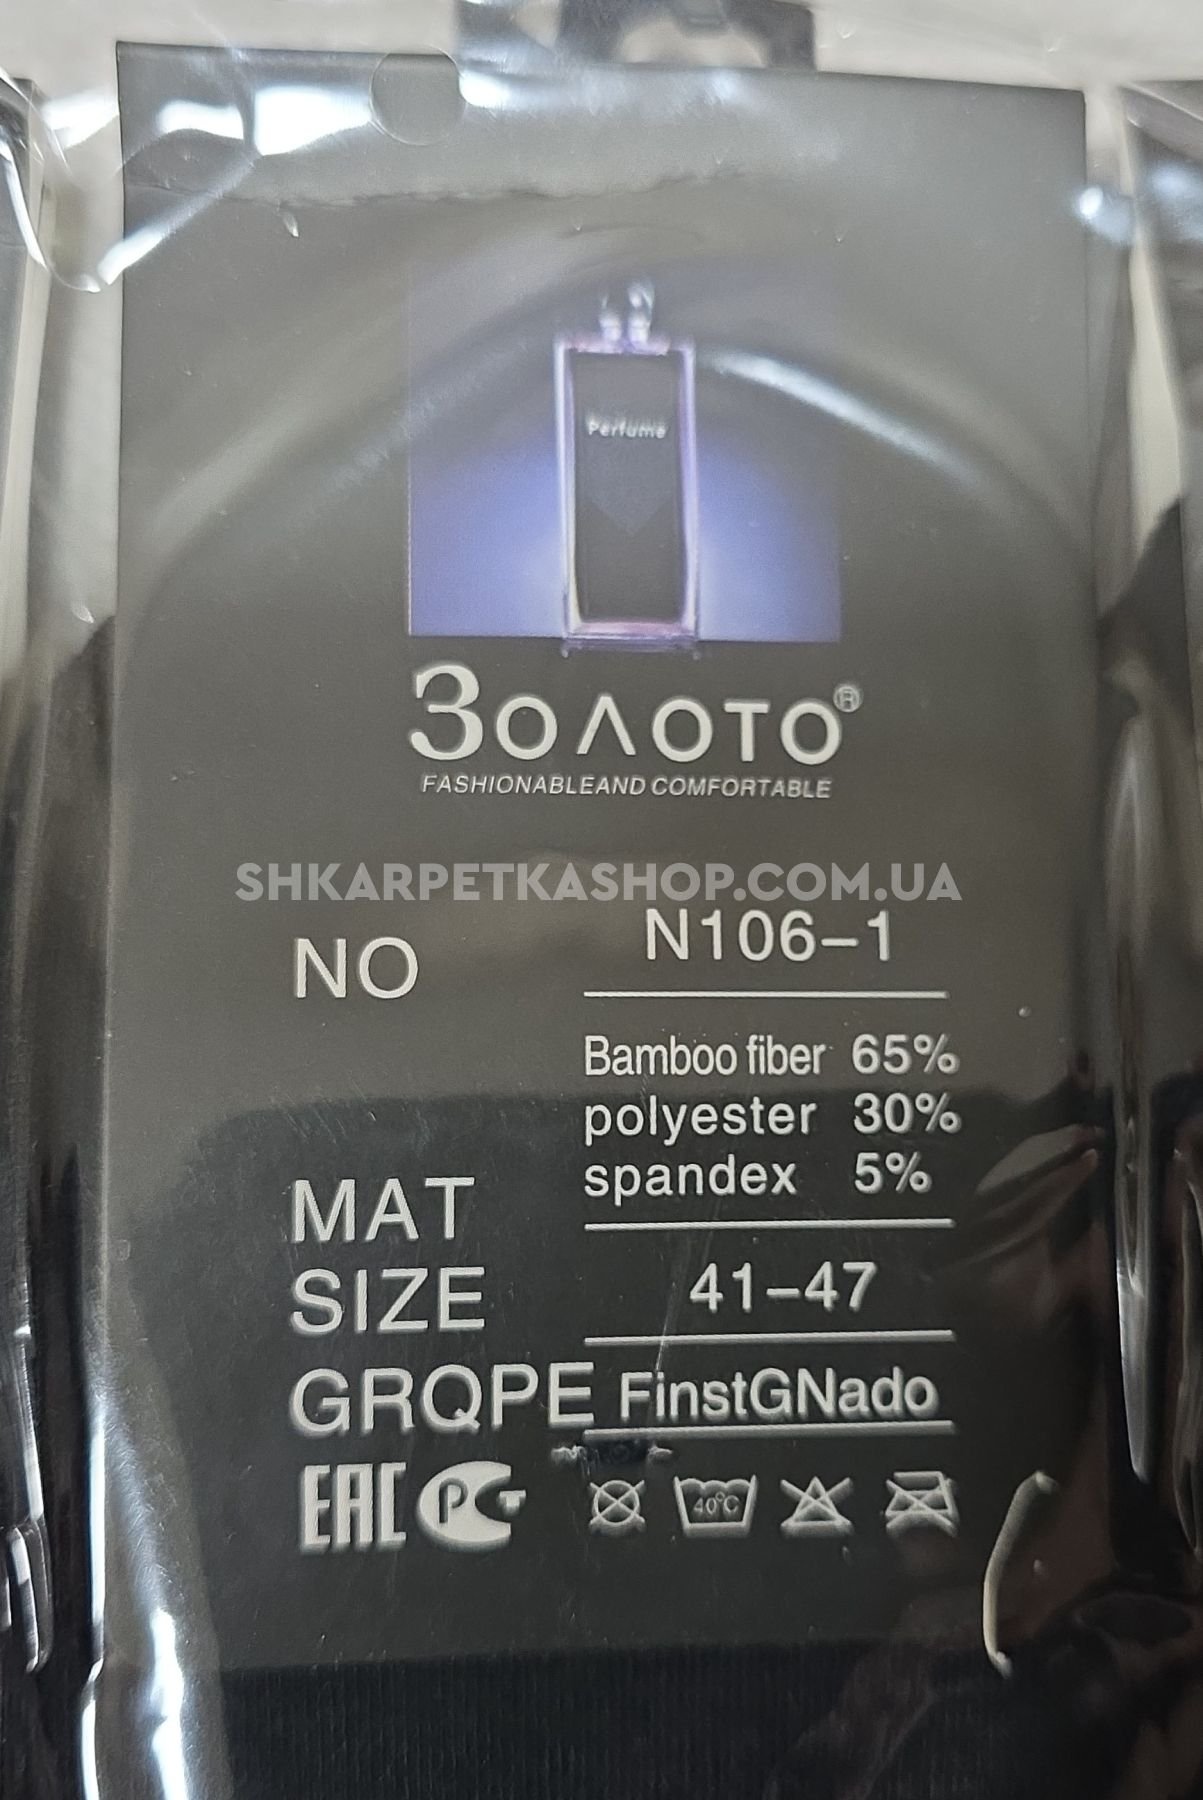 Perfume
Золото®
FASHIONABLEAND COMFORTABLE
SHKARPETKASHOP.COM.UA
NO N106-1
Bamboo fiber 65%
polyester 30%
spandex 5%
MAT
SIZE 41-47
GRQPE FinstGNado
EAC РСТ 40°C